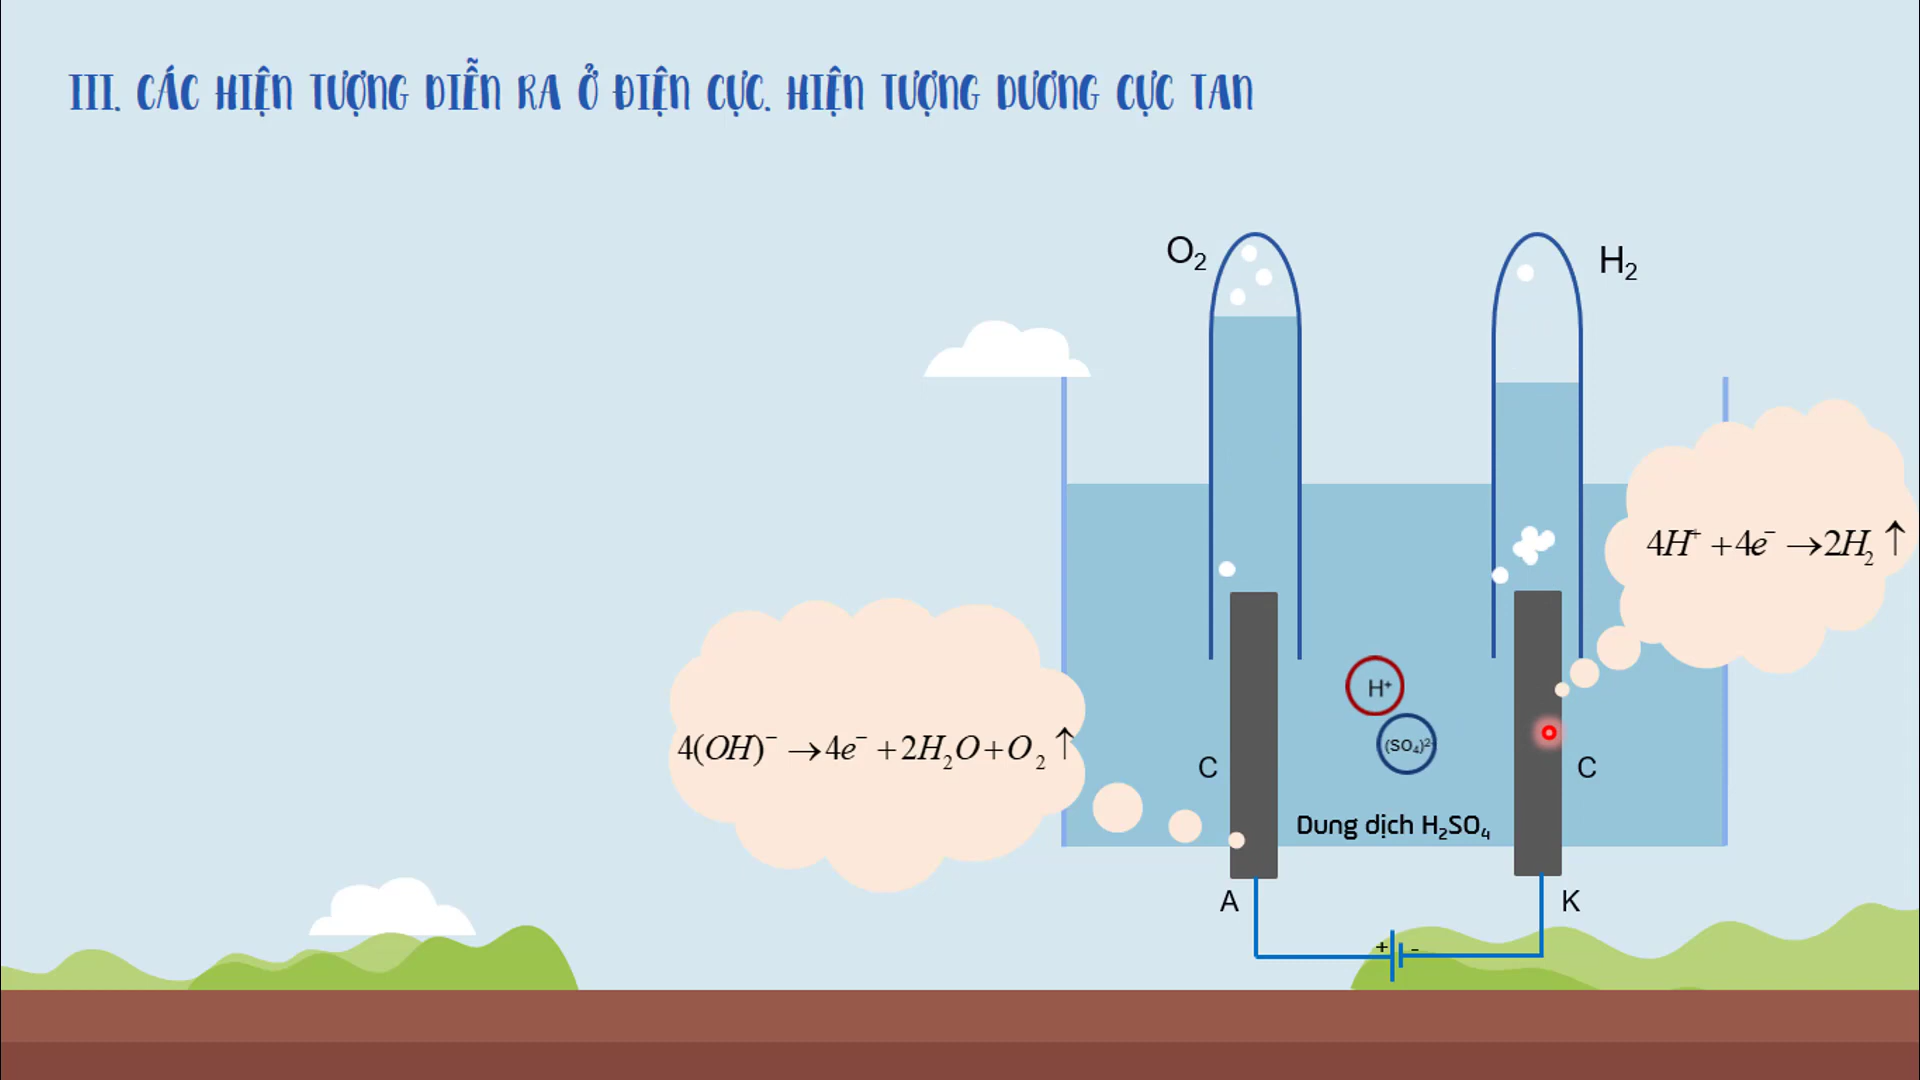 III. CÁC HIỆN TƯỢNG DIỄN RA Ở ĐIỆN CỰC. HIỆN TƯỢNG DƯƠNG CỰC TAN
O₂
H₂
4H⁺ + 4e⁻ → 2H₂ ↑
4(OH)⁻ → 4e⁻ + 2H₂O + O₂ ↑
H⁺
(SO₄)²⁻
C
C
Dung dịch H₂SO₄
A
K
+ -